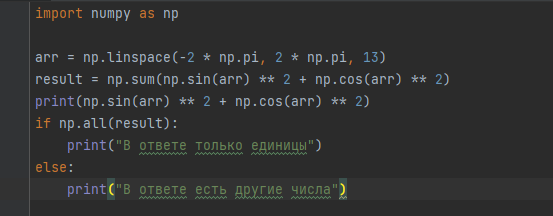 import numpy as np
arr = np.linspace(-2 * np.pi, 2 * np.pi, 13)
result = np.sum(np.sin(arr) ** 2 + np.cos(arr) ** 2)
print(np.sin(arr) ** 2 + np.cos(arr) ** 2)
if np.all(result):
    print("В ответе только единицы")
else:
    print("В ответе есть другие числа")